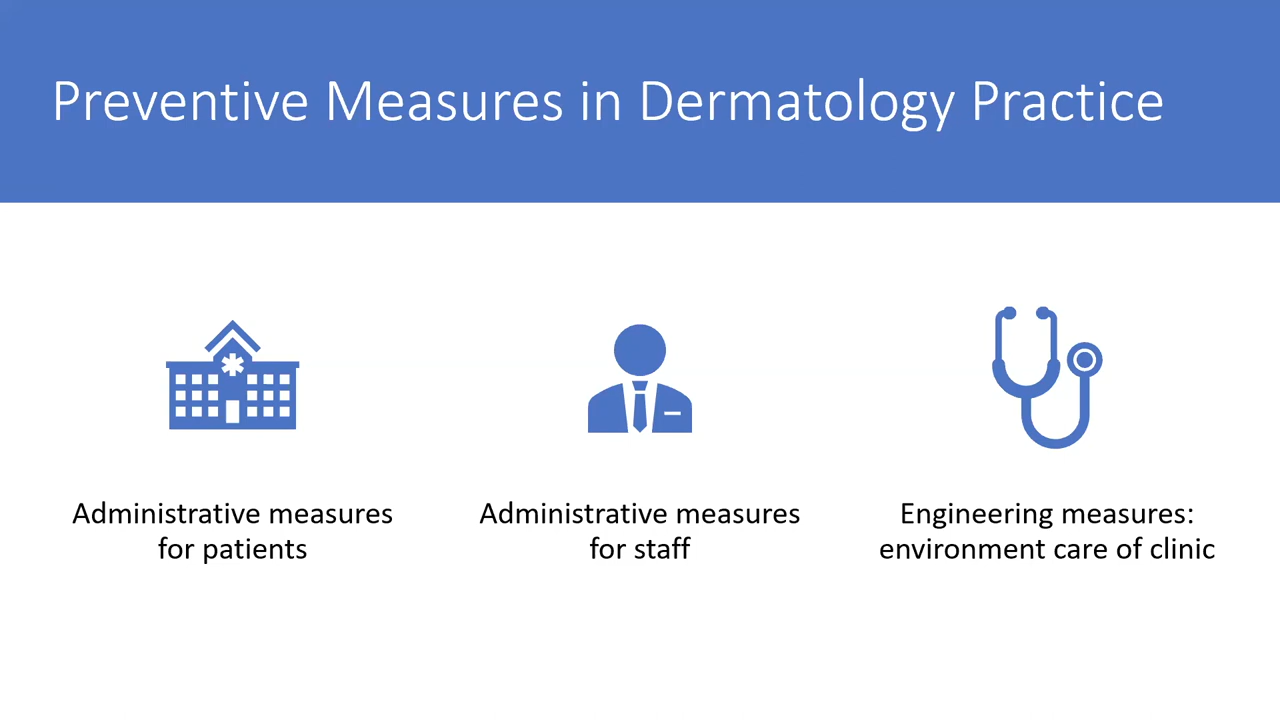 Preventive Measures in Dermatology Practice
Administrative measures
for patients
Administrative measures
for staff
Engineering measures:
environment care of clinic